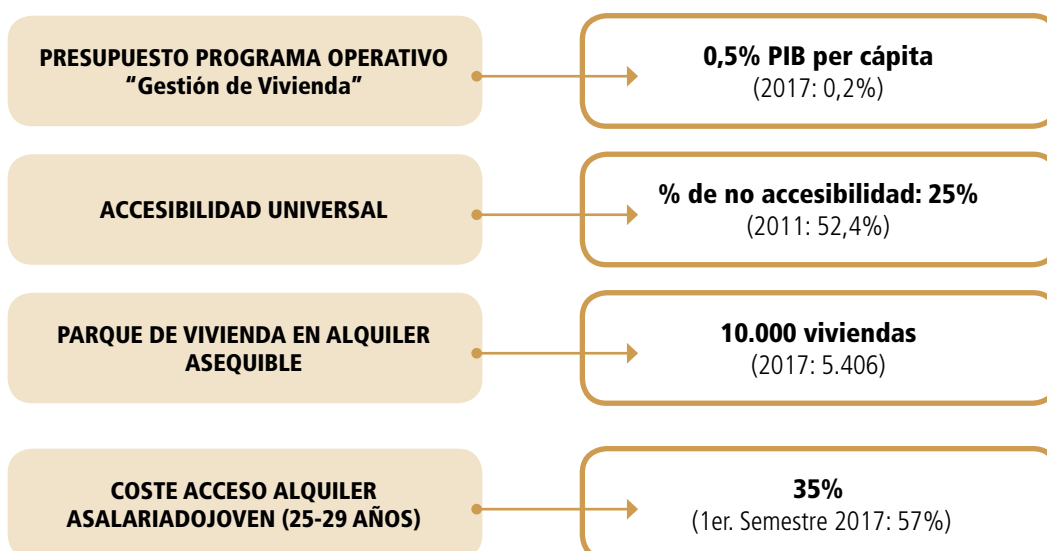 PRESUPUESTO PROGRAMA OPERATIVO
“Gestión de Vivienda”
0,5% PIB per cápita
(2017: 0,2%)
ACCESIBILIDAD UNIVERSAL
% de no accesibilidad: 25%
(2011: 52,4%)
PARQUE DE VIVIENDA EN ALQUILER
ASEQUIBLE
10.000 viviendas
(2017: 5.406)
COSTE ACCESO ALQUILER
ASALARIADOJOVEN (25-29 AÑOS)
35%
(1er. Semestre 2017: 57%)